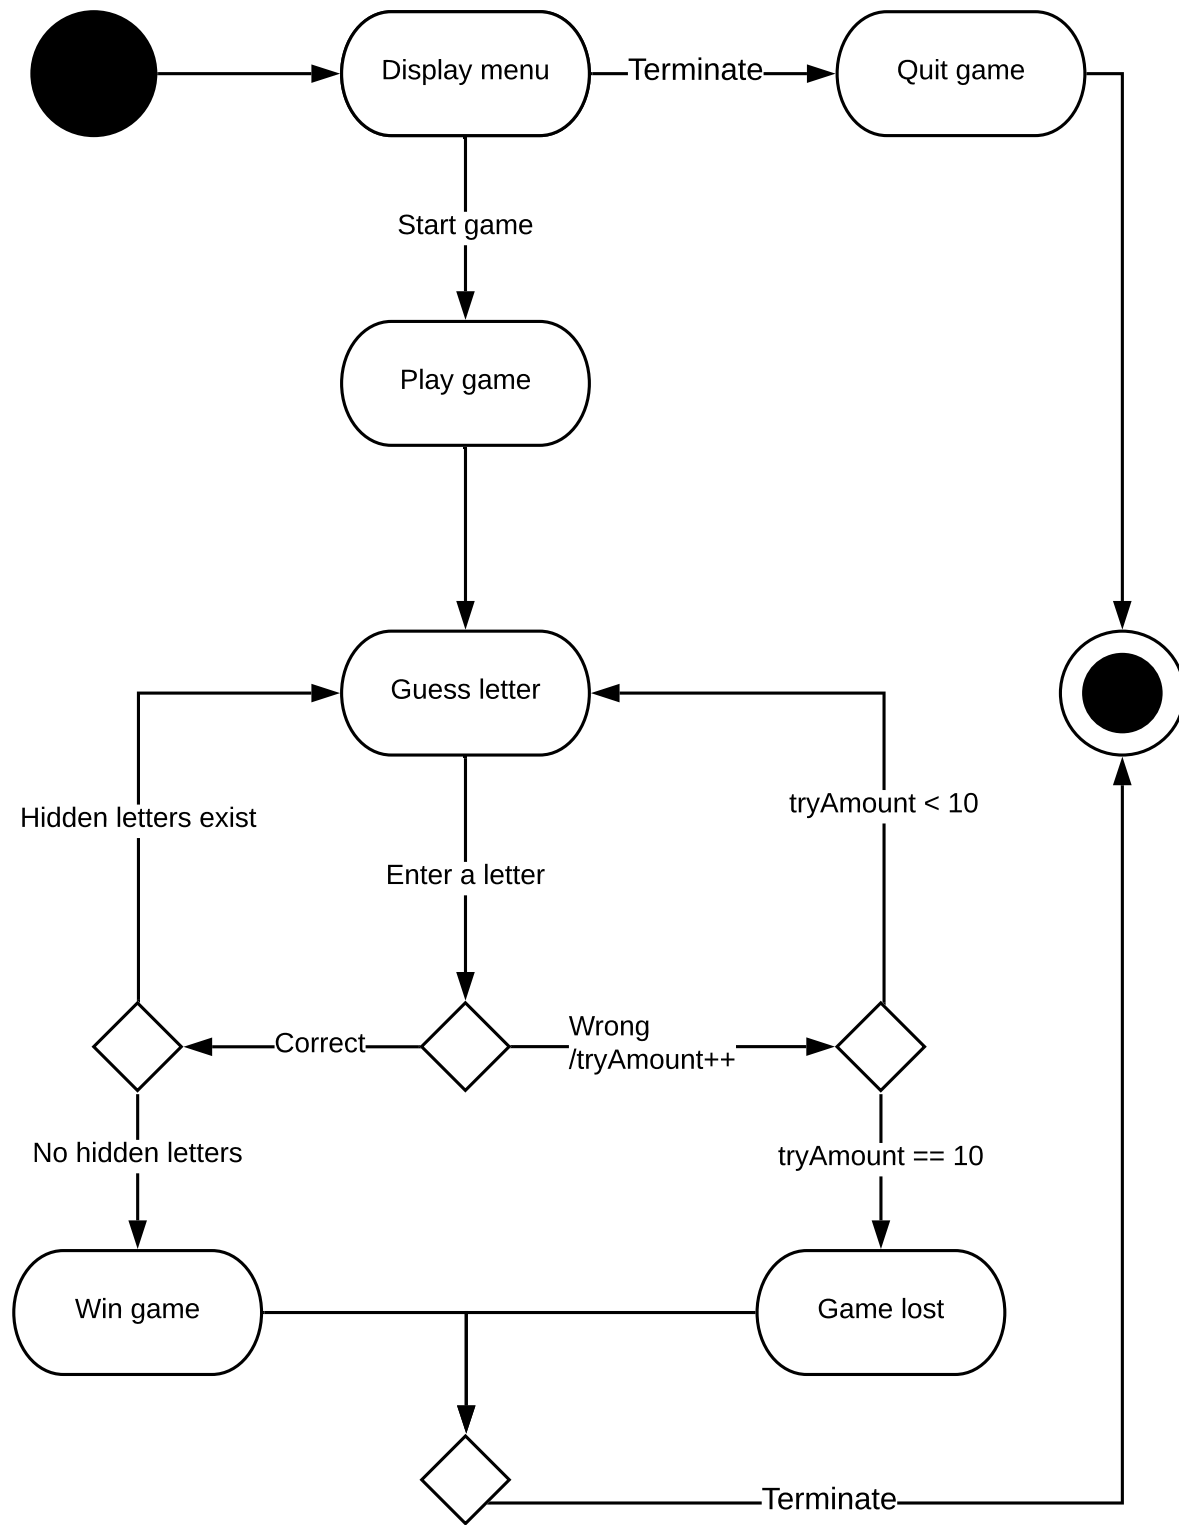 Display menu
Terminate
Quit game
Start game
Play game
Guess letter
Hidden letters exist
tryAmount < 10
Enter a letter
Correct
Wrong
/tryAmount++
No hidden letters
tryAmount == 10
Win game
Game lost
Terminate